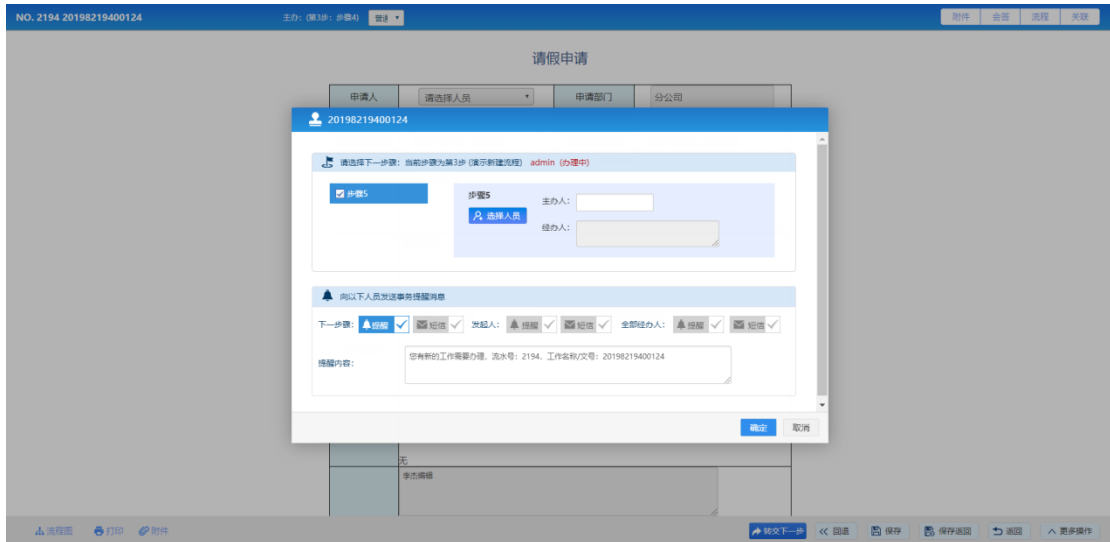 NO. 2194 20198219400124 主办: (第3步: 步骤4) 普通 附件 会签 流程 关联
请假申请
申请人 请选择人员 申请部门 分公司
20198219400124
请选择下一步骤: 当前步骤为第3步 (演示新建流程) admin (办理中)
步骤5 步骤5 主办人:
选择人员
经办人:
向以下人员发送事务提醒消息
下一步骤: 提醒 短信 发起人: 提醒 短信 全部经办人: 提醒 短信
提醒内容: 您有新的工作需要办理, 流水号: 2194, 工作名称/文号: 20198219400124
确定 取消
无
李杰编辑
流程图 打印 附件 转交下一步 回退 保存 保存返回 返回 更多操作